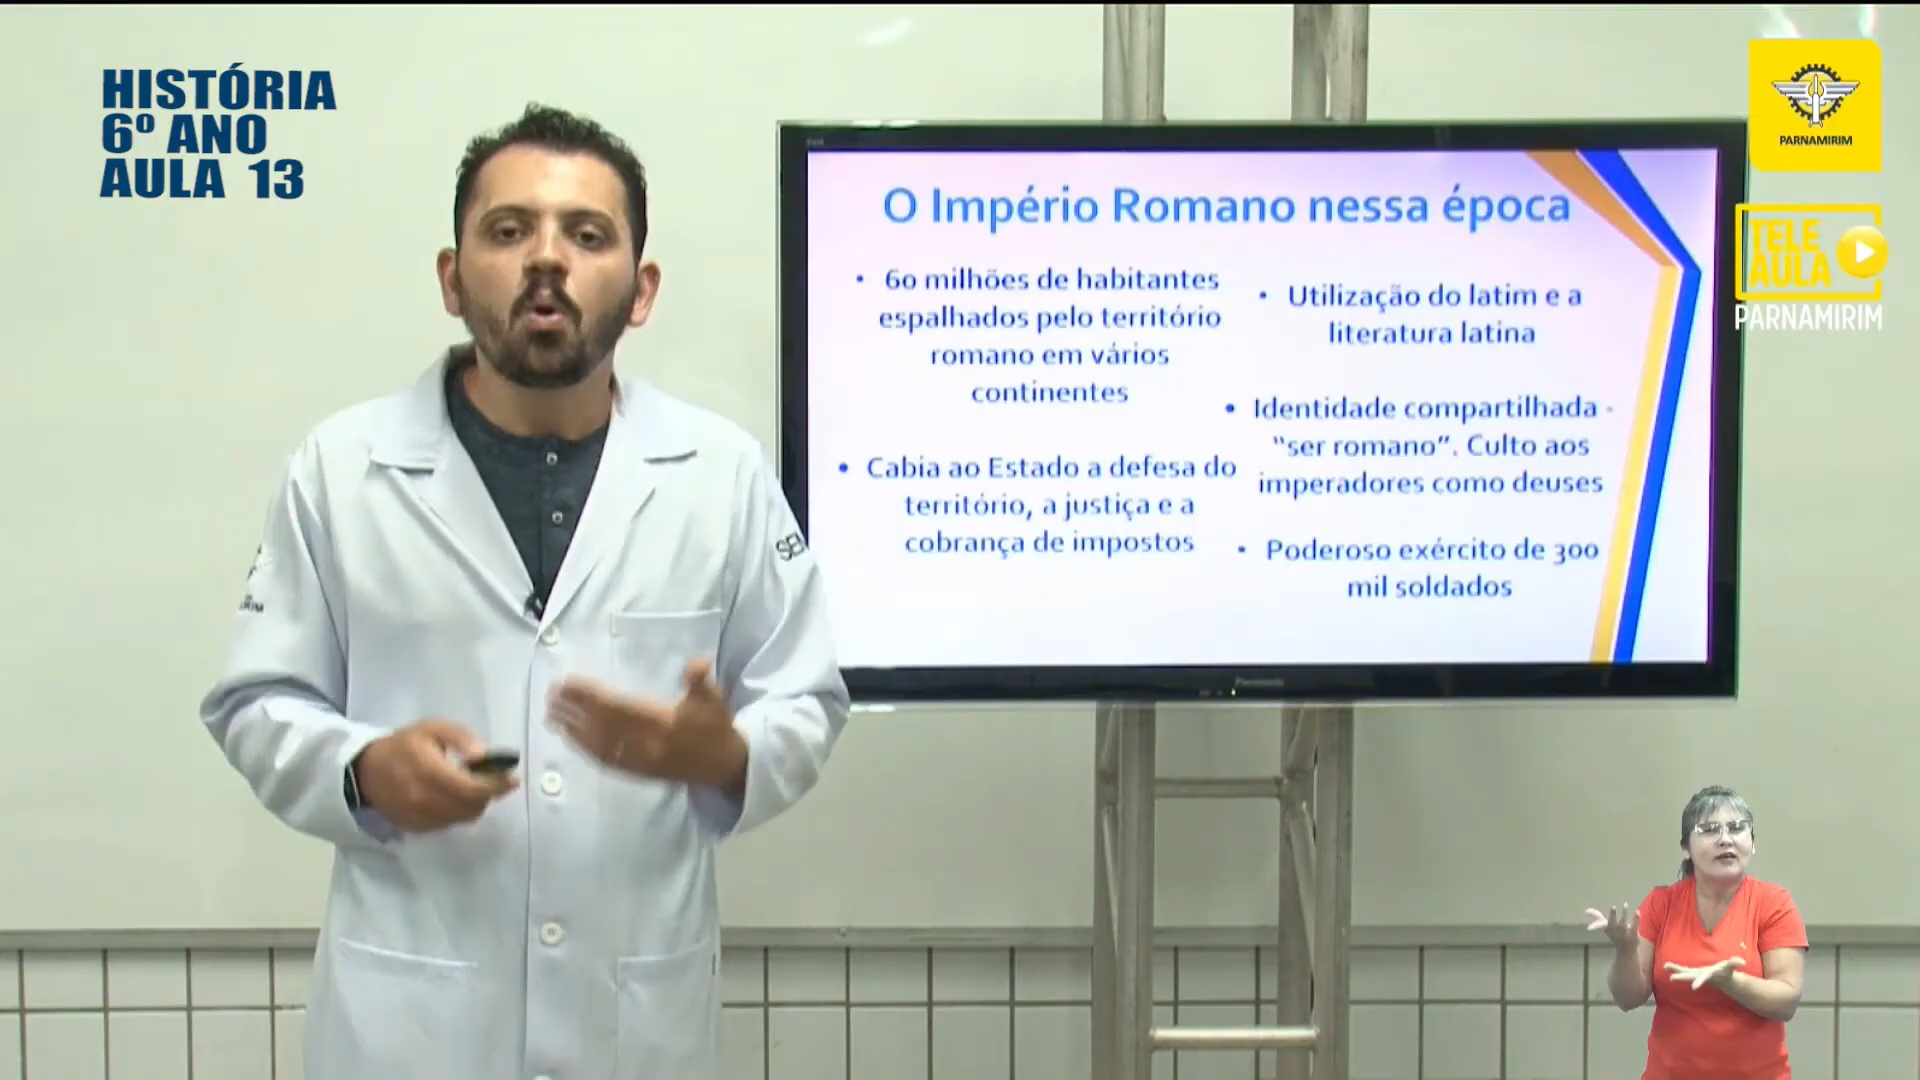 HISTÓRIA
6º ANO
AULA 13
O Império Romano nessa época
• 60 milhões de habitantes
espalhados pelo território
romano em vários
continentes
• Cabia ao Estado a defesa do
território, a justiça e a
cobrança de impostos
• Utilização do latim e a
literatura latina
• Identidade compartilhada -
“ser romano”. Culto aos
imperadores como deuses
• Poderoso exército de 300
mil soldados
Panasonic
PARNAMIRIM
TELE
AULA
PARNAMIRIM